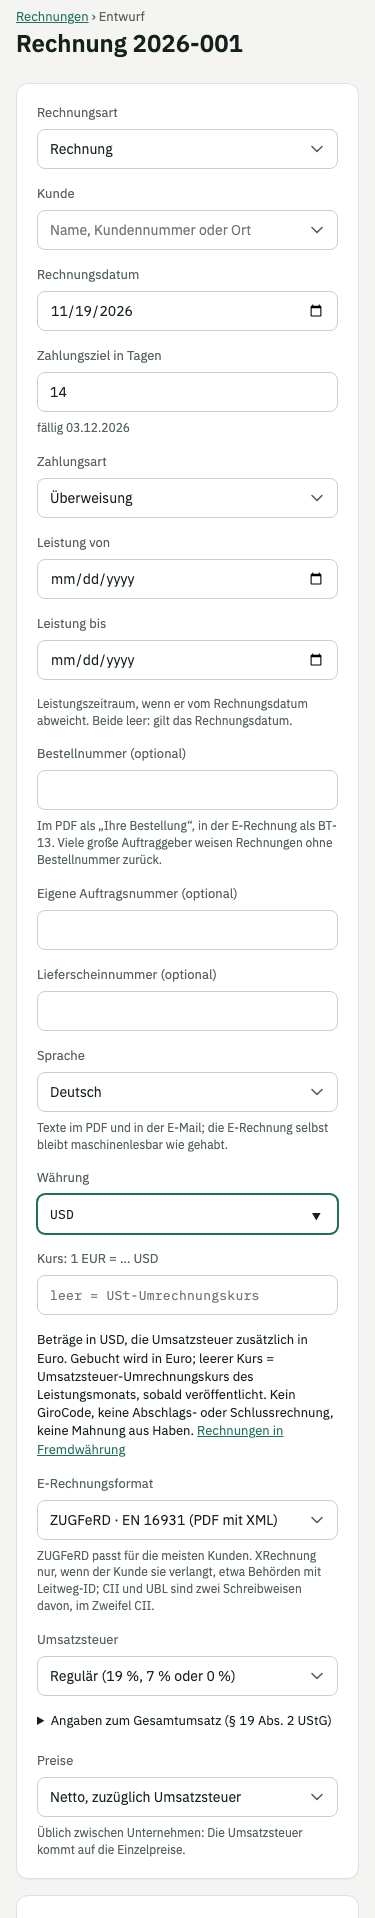 Rechnungen › Entwurf
Rechnung 2026-001
Rechnungsart
Rechnung
Kunde
Name, Kundennummer oder Ort
Rechnungsdatum
11/19/2026
Zahlungsziel in Tagen
14
fällig 03.12.2026
Zahlungsart
Überweisung
Leistung von
mm/dd/yyyy
Leistung bis
mm/dd/yyyy
Leistungszeitraum, wenn er vom Rechnungsdatum
abweicht. Beide leer: gilt das Rechnungsdatum.
Bestellnummer (optional)
Im PDF als „Ihre Bestellung“, in der E-Rechnung als BT-
13. Viele große Auftraggeber weisen Rechnungen ohne
Bestellnummer zurück.
Eigene Auftragsnummer (optional)
Lieferscheinnummer (optional)
Sprache
Deutsch
Texte im PDF und in der E-Mail; die E-Rechnung selbst
bleibt maschinenlesbar wie gehabt.
Währung
USD
Kurs: 1 EUR = … USD
leer = USt-Umrechnungskurs
Beträge in USD, die Umsatzsteuer zusätzlich in
Euro. Gebucht wird in Euro; leerer Kurs =
Umsatzsteuer-Umrechnungskurs des
Leistungsmonats, sobald veröffentlicht. Kein
GiroCode, keine Abschlags- oder Schlussrechnung,
keine Mahnung aus Haben. Rechnungen in
Fremdwährung
E-Rechnungsformat
ZUGFeRD · EN 16931 (PDF mit XML)
ZUGFeRD passt für die meisten Kunden. XRechnung
nur, wenn der Kunde sie verlangt, etwa Behörden mit
Leitweg-ID; CII und UBL sind zwei Schreibweisen
davon, im Zweifel CII.
Umsatzsteuer
Regulär (19 %, 7 % oder 0 %)
Angaben zum Gesamtumsatz (§ 19 Abs. 2 UStG)
Preise
Netto, zuzüglich Umsatzsteuer
Üblich zwischen Unternehmen: Die Umsatzsteuer
kommt auf die Einzelpreise.